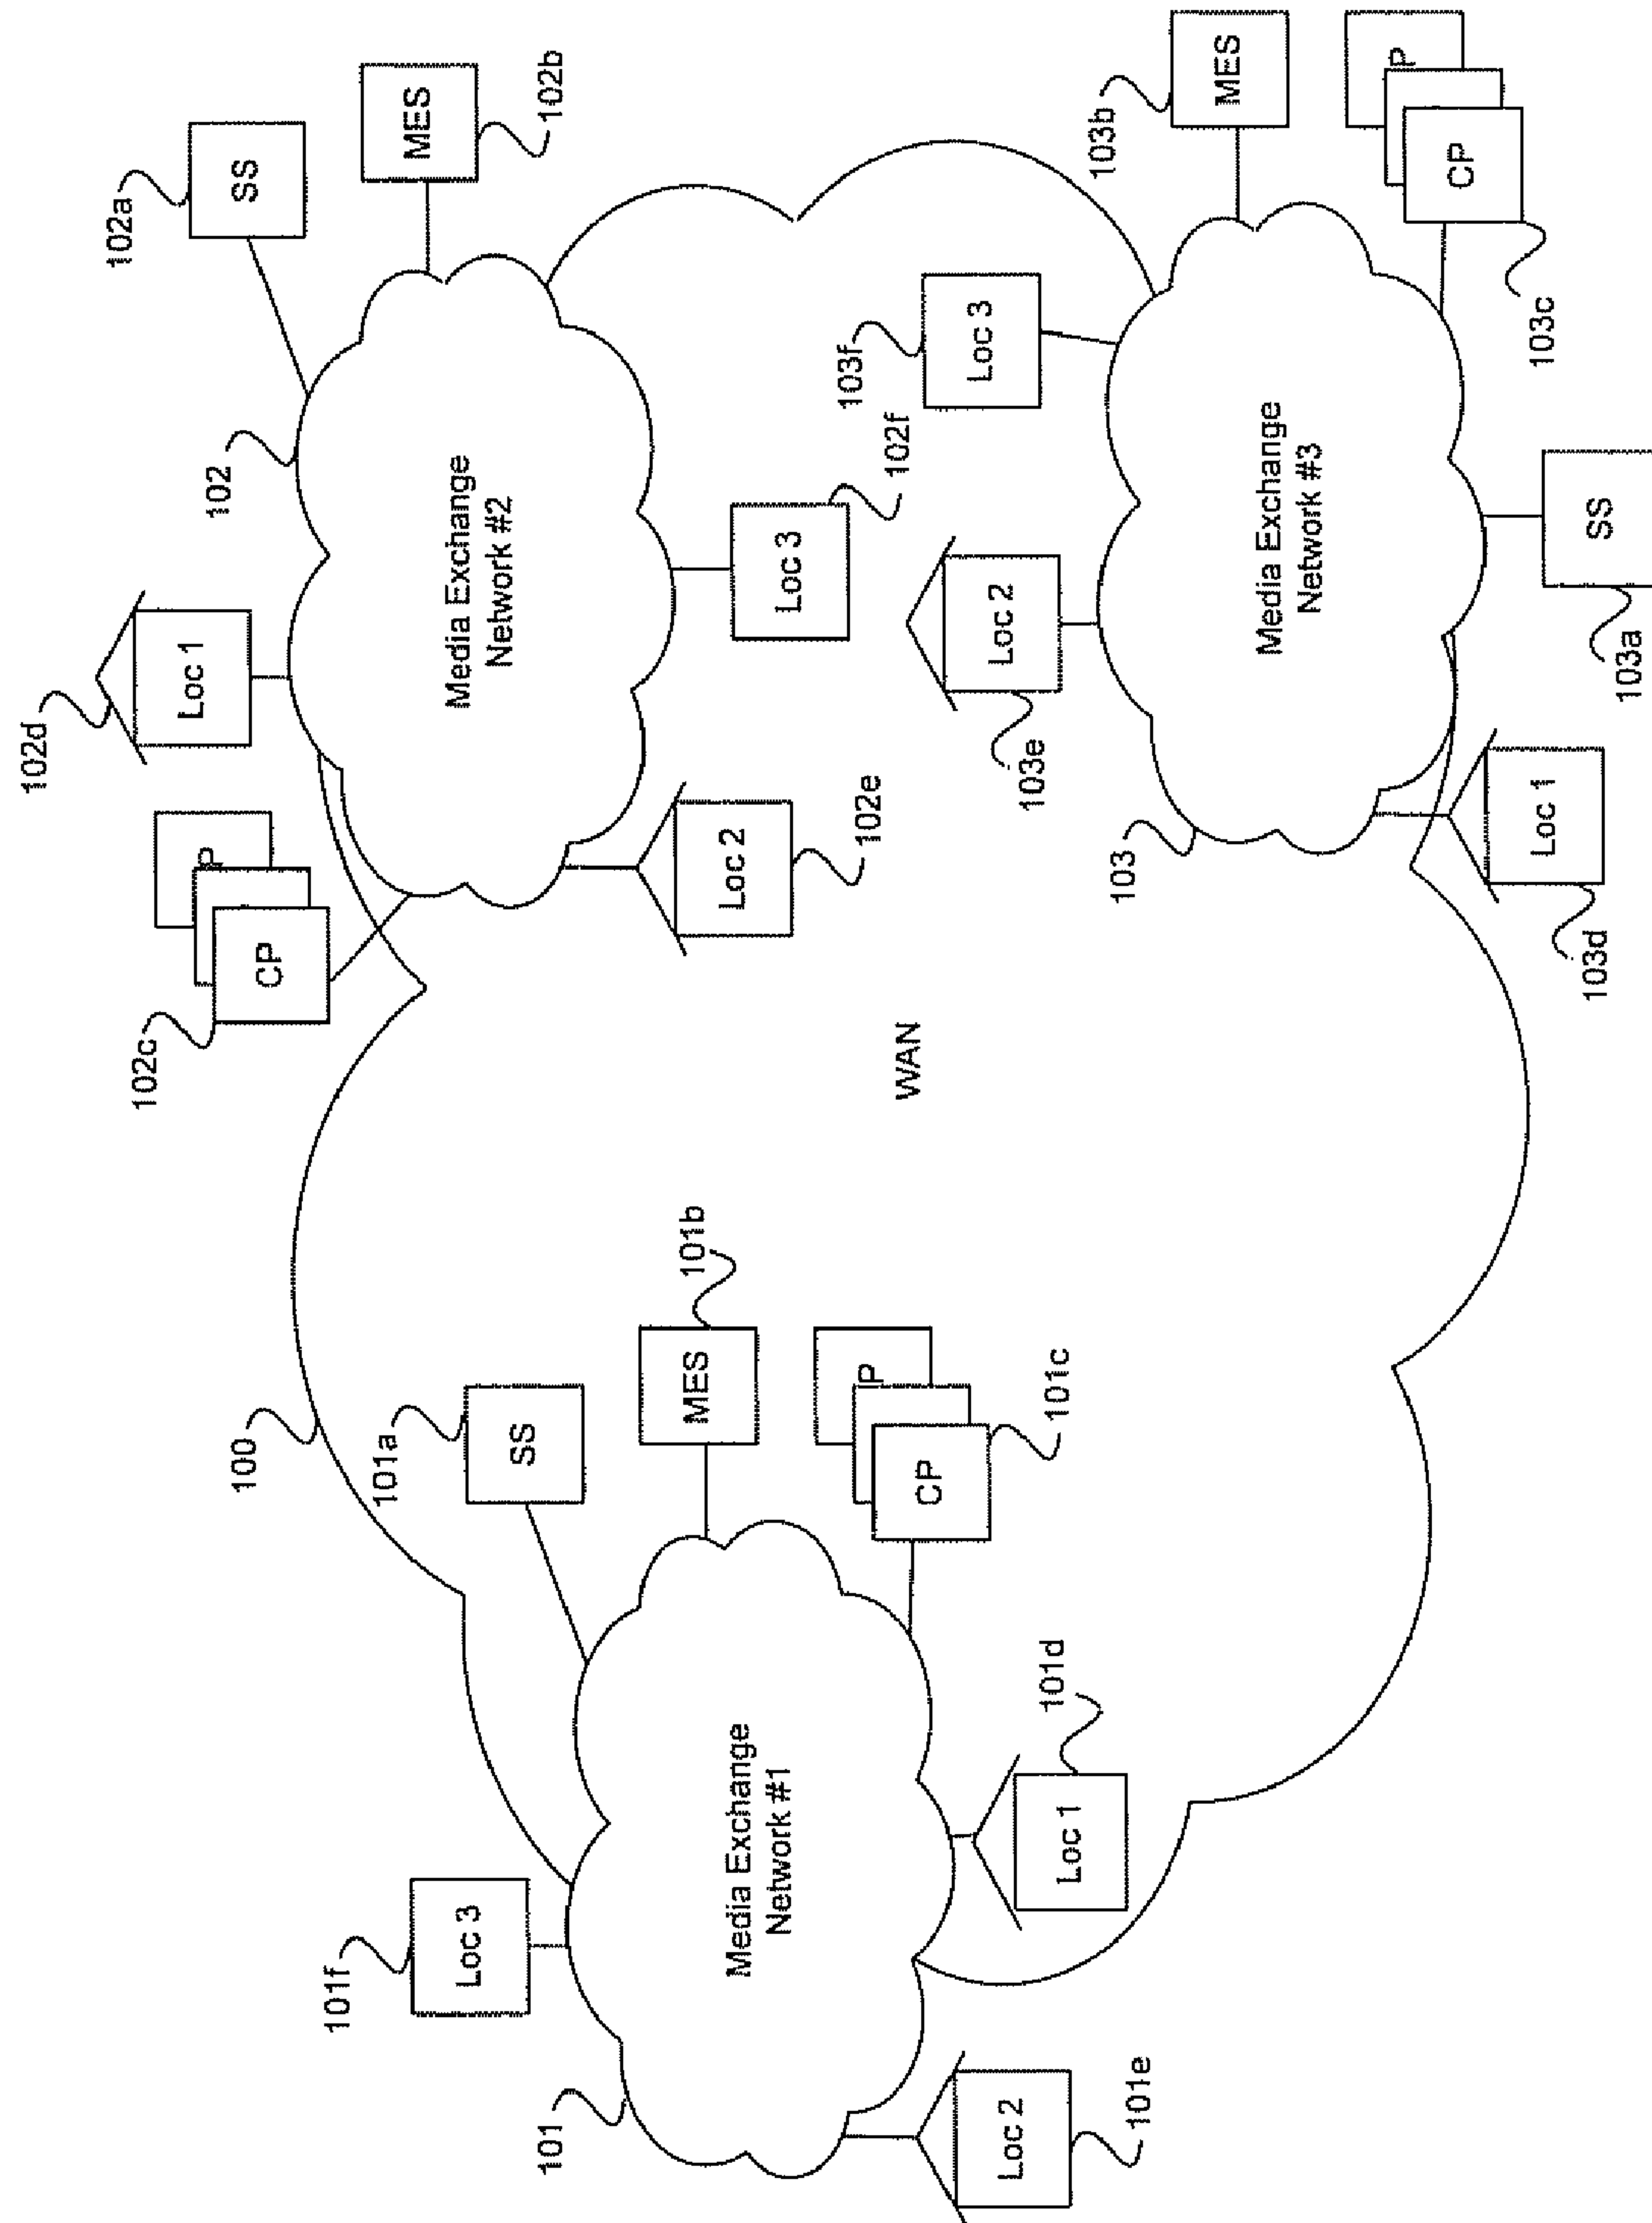 102d
102a
102c
P
Loc 1
102
SS
100
CP
101f
101a
MES
Loc 3
SS
Media Exchange
Network #2
102b
101
101b
MES
Loc 2
Loc 3
Media Exchange
Network #1
102e
102f
103f
P
WAN
CP
Loc 2
Loc 3
Loc 2
101e
Loc 1
101d
101c
103e
103
103b
MES
Media Exchange
Network #3
P
CP
Loc 1
103c
103d
SS
103a